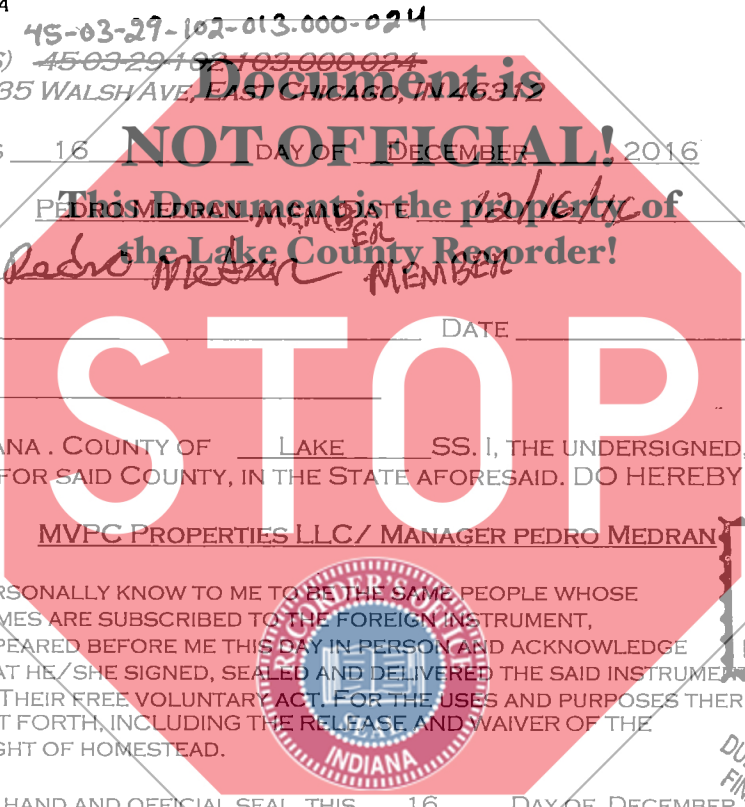 45-03-29-102-013.000-024
45 03 29 102 103.000 024
35 WALSH AVE, EAST CHICAGO, IN 46312
Document is
NOT OFFICIAL!
16 DAY OF DECEMBER 2016
This Document is the property of
the Lake County Recorder!
PEDRO MEDRAN, MEMBER DATE 12/16/16
Pedro Medran MEMBER
STOP
DATE
ANA . COUNTY OF LAKE SS. I, THE UNDERSIGNED,
FOR SAID COUNTY, IN THE STATE AFORESAID. DO HEREBY
MVPC PROPERTIES LLC/ MANAGER PEDRO MEDRAN
RSONALLY KNOW TO ME TO BE THE SAME PEOPLE WHOSE
MES ARE SUBSCRIBED TO THE FOREIGN INSTRUMENT,
PEARED BEFORE ME THIS DAY IN PERSON AND ACKNOWLEDGE
AT HE/SHE SIGNED, SEALED AND DELIVERED THE SAID INSTRUME
THEIR FREE VOLUNTARY ACT. FOR THE USES AND PURPOSES THER
T FORTH, INCLUDING THE RELEASE AND WAIVER OF THE
GHT OF HOMESTEAD.
RECORDER'S OFFICE
SEAL
INDIANA
HAND AND OFFICIAL SEAL, THIS 16 DAY OF DECEMBER
DU
FIN